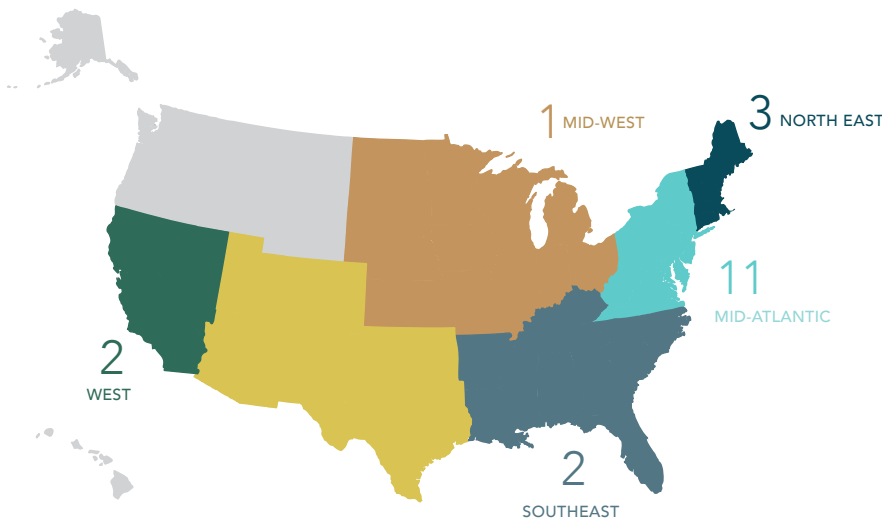 1 MID-WEST
3 NORTH EAST
11
MID-ATLANTIC
2
WEST
2
SOUTHEAST